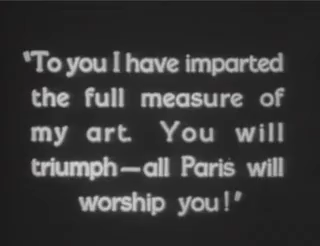 "To you I have imparted
the full measure of
my art. You will
triumph—all Paris will
worship you!"